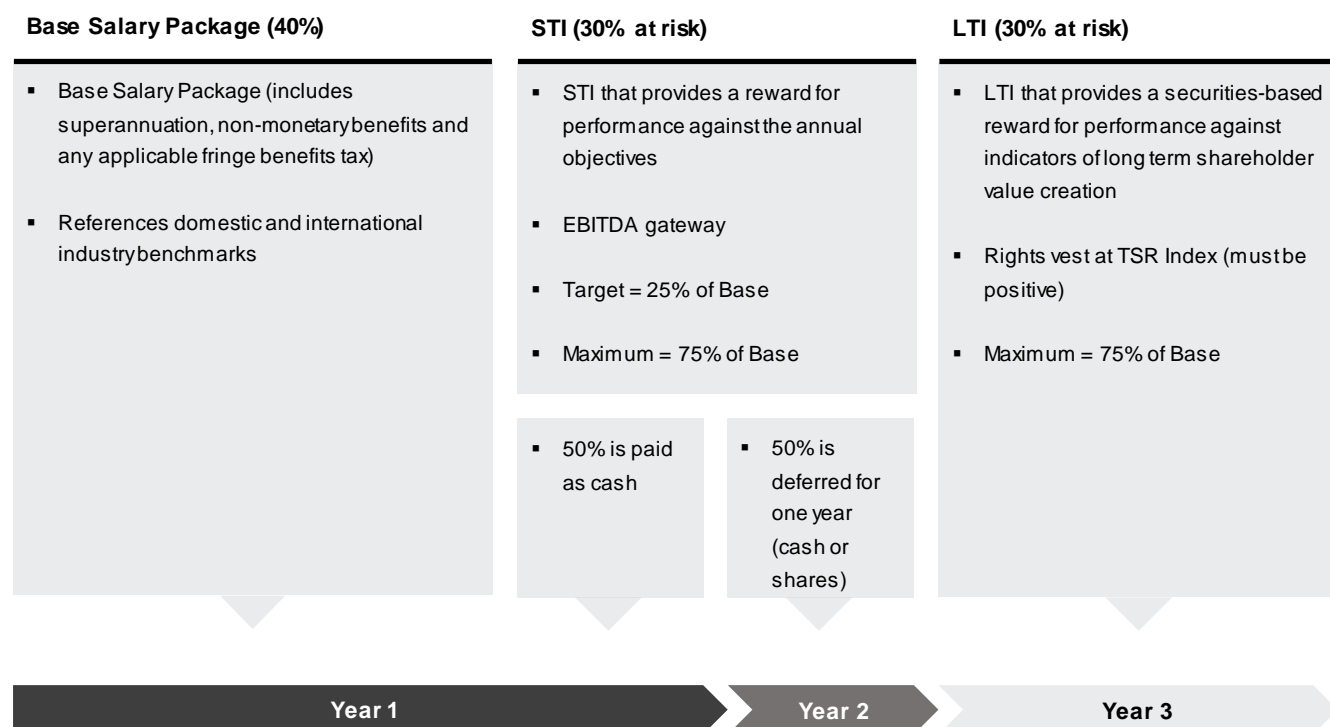 Base Salary Package (40%)
▪ Base Salary Package (includes
superannuation, non-monetary benefits and
any applicable fringe benefits tax)
▪ References domestic and international
industry benchmarks
STI (30% at risk)
▪ STI that provides a reward for
performance against the annual
objectives
▪ EBITDA gateway
▪ Target = 25% of Base
▪ Maximum = 75% of Base
▪ 50% is paid
as cash
▪ 50% is
deferred for
one year
(cash or
shares)
LTI (30% at risk)
▪ LTI that provides a securities-based
reward for performance against
indicators of long term shareholder
value creation
▪ Rights vest at TSR Index (must be
positive)
▪ Maximum = 75% of Base
Year 1
Year 2
Year 3